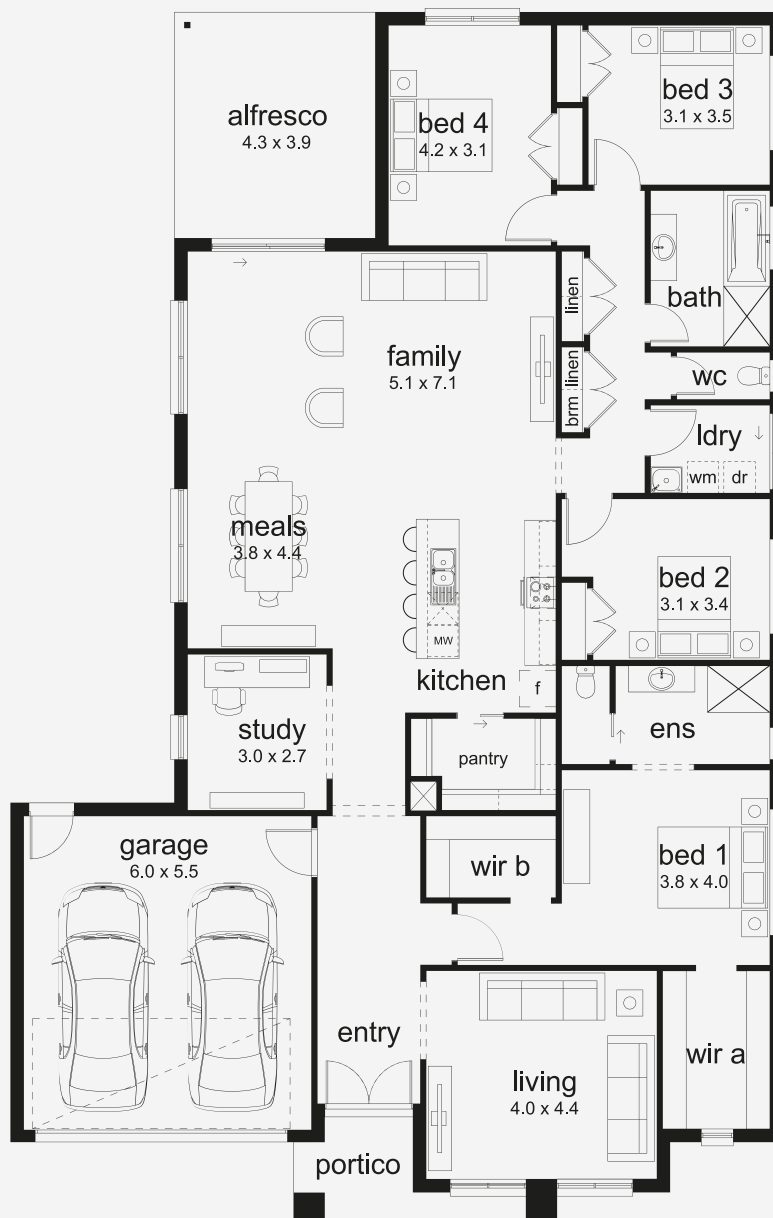 alfresco
4.3 x 3.9
bed 4
4.2 x 3.1
bed 3
3.1 x 3.5
bath
linen
family
5.1 x 7.1
linen
brm
wc
ldry
wm
dr
meals
3.8 x 4.4
MW
kitchen
f
bed 2
3.1 x 3.4
study
3.0 x 2.7
pantry
ens
garage
6.0 x 5.5
wir b
bed 1
3.8 x 4.0
entry
living
4.0 x 4.4
wir a
portico